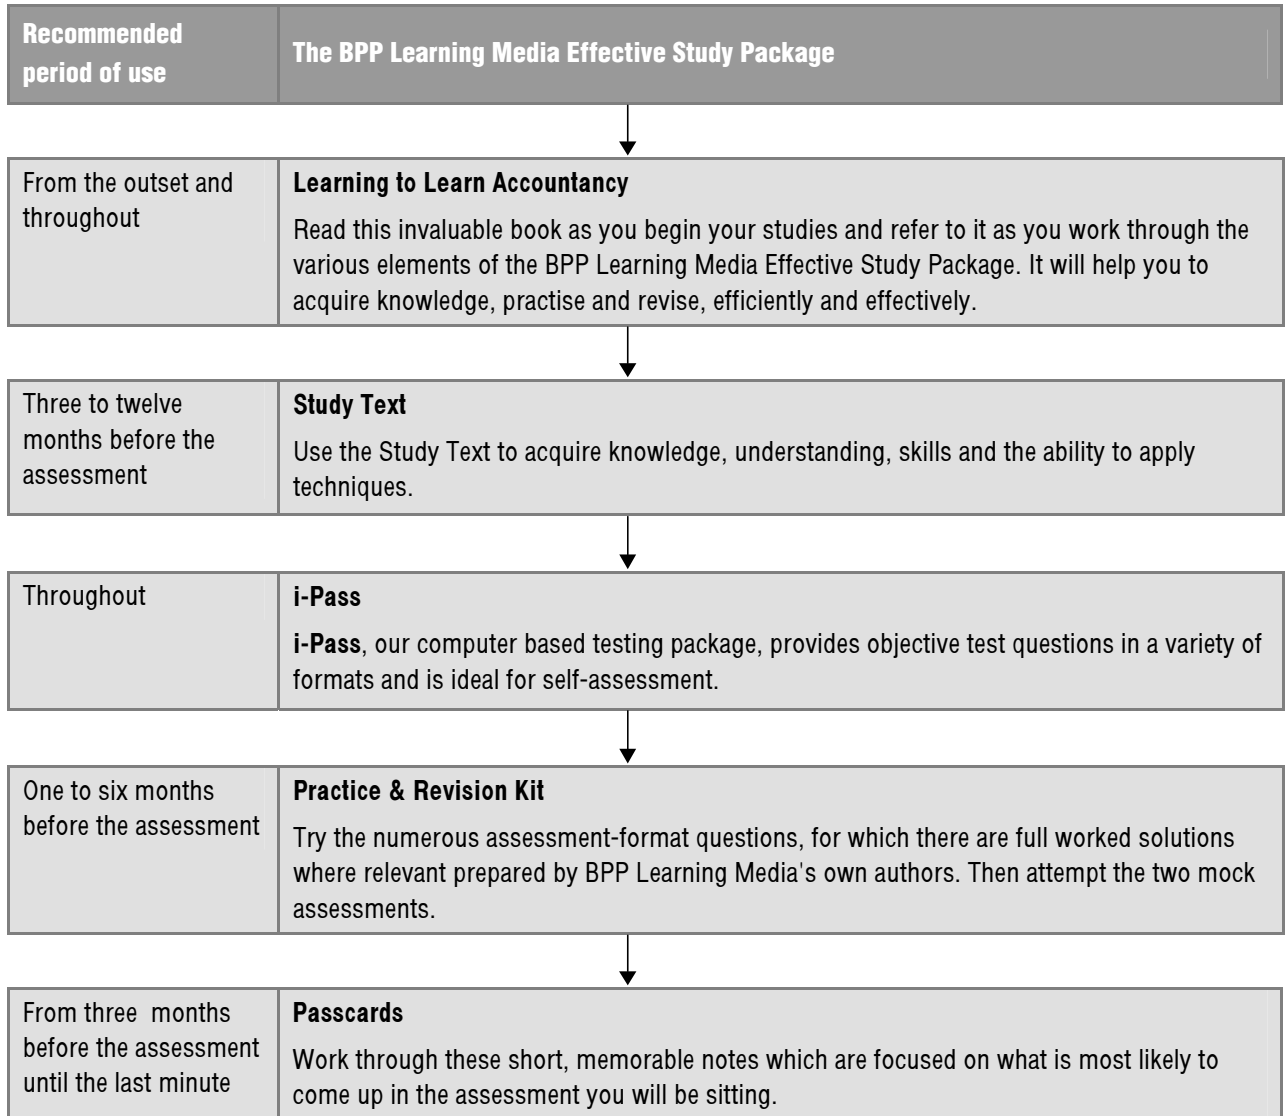 Recommended
period of use
The BPP Learning Media Effective Study Package
From the outset and
throughout
Learning to Learn Accountancy
Read this invaluable book as you begin your studies and refer to it as you work through the
various elements of the BPP Learning Media Effective Study Package. It will help you to
acquire knowledge, practise and revise, efficiently and effectively.
Three to twelve
months before the
assessment
Study Text
Use the Study Text to acquire knowledge, understanding, skills and the ability to apply
techniques.
Throughout
i-Pass
i-Pass, our computer based testing package, provides objective test questions in a variety of
formats and is ideal for self-assessment.
One to six months
before the assessment
Practice & Revision Kit
Try the numerous assessment-format questions, for which there are full worked solutions
where relevant prepared by BPP Learning Media's own authors. Then attempt the two mock
assessments.
From three months
before the assessment
until the last minute
Passcards
Work through these short, memorable notes which are focused on what is most likely to
come up in the assessment you will be sitting.